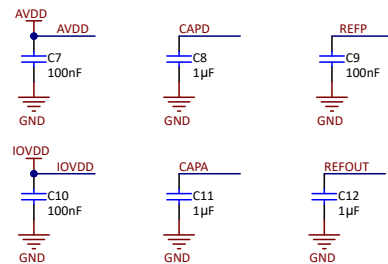 AVDD
AVDD
C7
100nF
GND
CAPD
C8
1µF
GND
REFP
C9
100nF
GND
IOVDD
IOVDD
C10
100nF
GND
CAPA
C11
1µF
GND
REFOUT
C12
1µF
GND